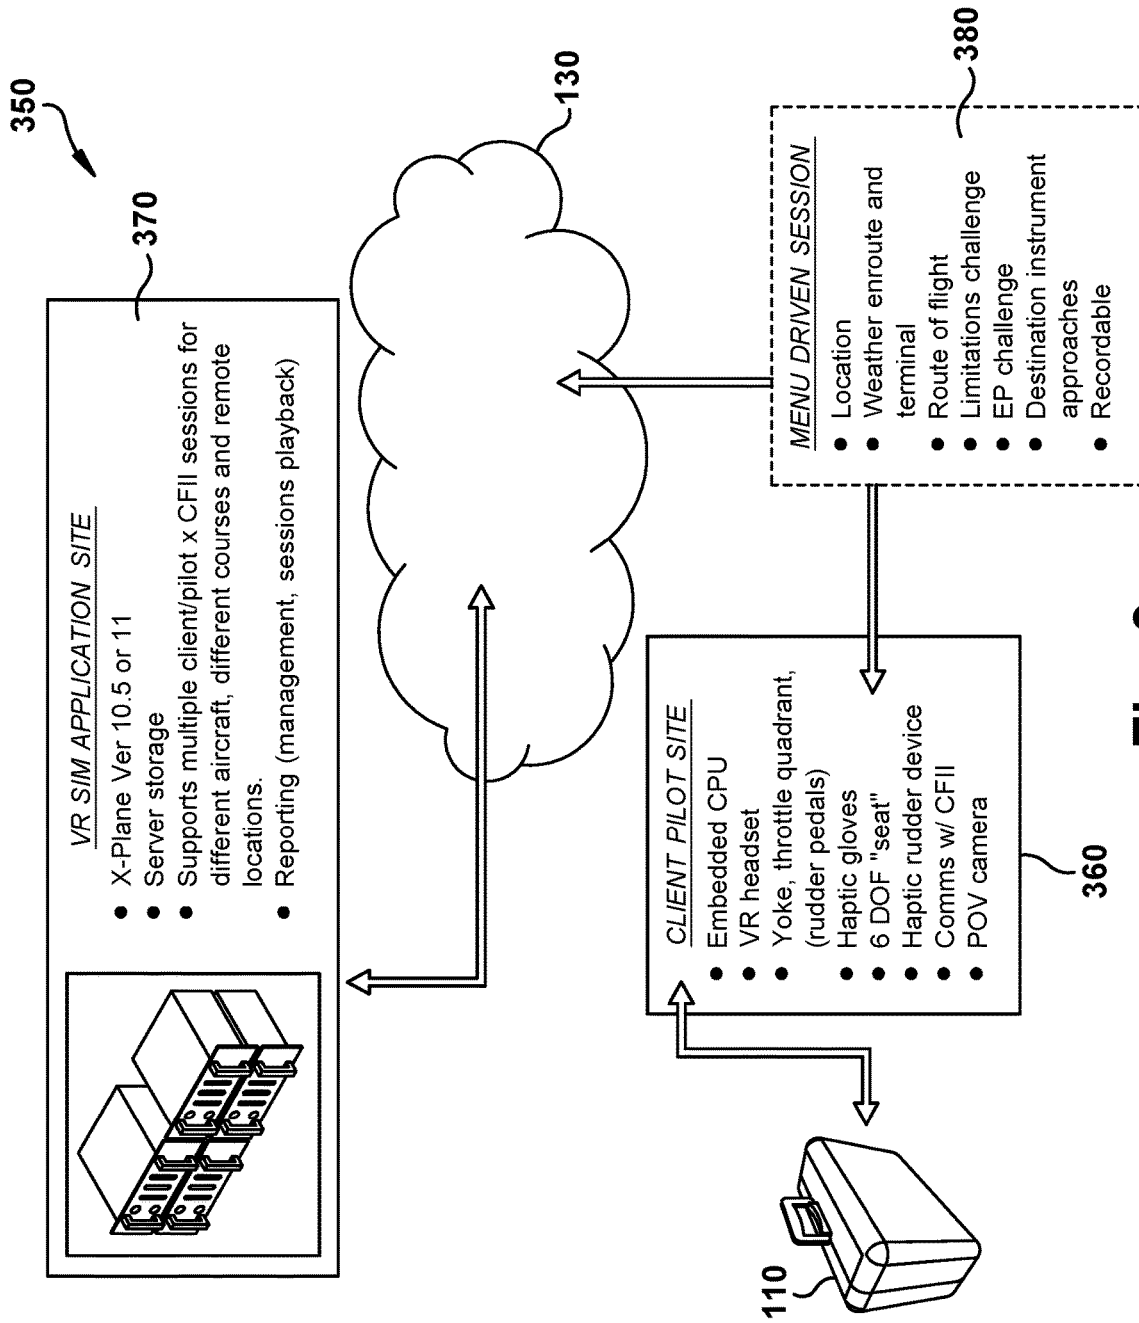 350
370
VR SIM APPLICATION SITE
● X-Plane Ver 10.5 or 11
● Server storage
● Supports multiple client/pilot x CFII sessions for
different aircraft, different courses and remote
locations.
● Reporting (management, sessions playback)
130
380
MENU DRIVEN SESSION
● Location
● Weather enroute and
terminal
● Route of flight
● Limitations challenge
● EP challenge
● Destination instrument
approaches
● Recordable
CLIENT PILOT SITE
● Embedded CPU
● VR headset
● Yoke, throttle quadrant,
(rudder pedals)
● Haptic gloves
● 6 DOF "seat"
● Haptic rudder device
● Comms w/ CFII
● POV camera
360
110